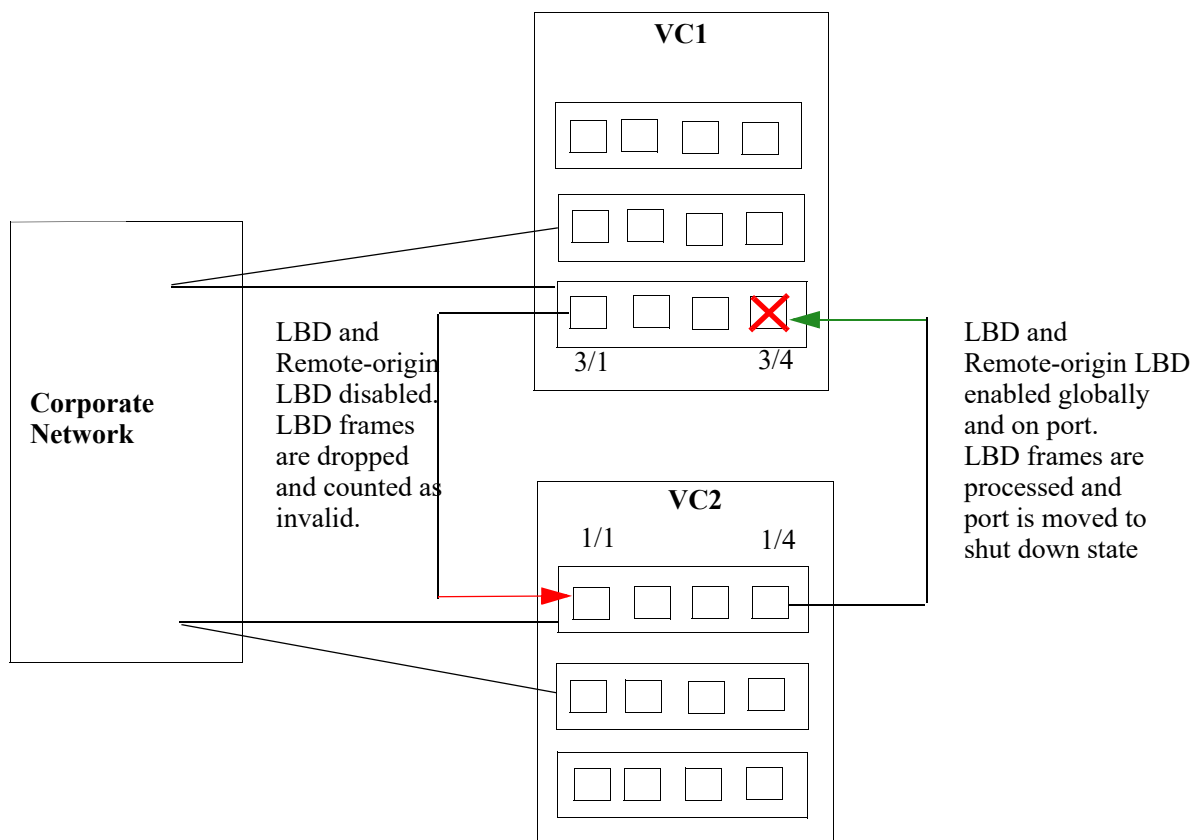 VC1
3/1
3/4
LBD and
Remote-origin
LBD disabled.
LBD frames
are dropped
and counted as
invalid.
LBD and
Remote-origin LBD
enabled globally
and on port.
LBD frames are
processed and
port is moved to
shut down state
Corporate
Network
VC2
1/1
1/4